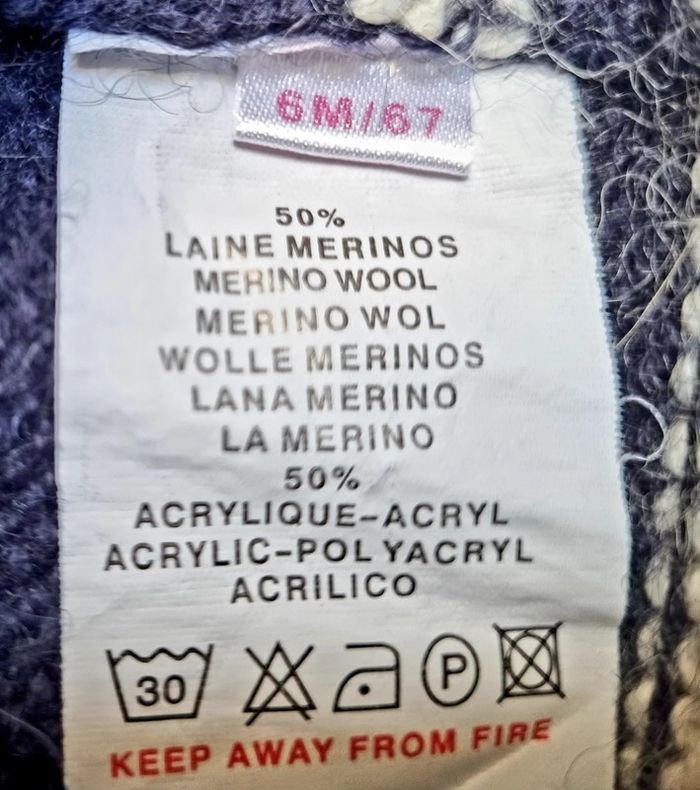 6M/67
50%
LAINE MERINOS
MERINO WOOL
MERINO WOL
WOLLE MERINOS
LANA MERINO
LA MERINO
50%
ACRYLIQUE-ACRYL
ACRYLIC-POLYACRYL
ACRILICO
30 P
KEEP AWAY FROM FIRE